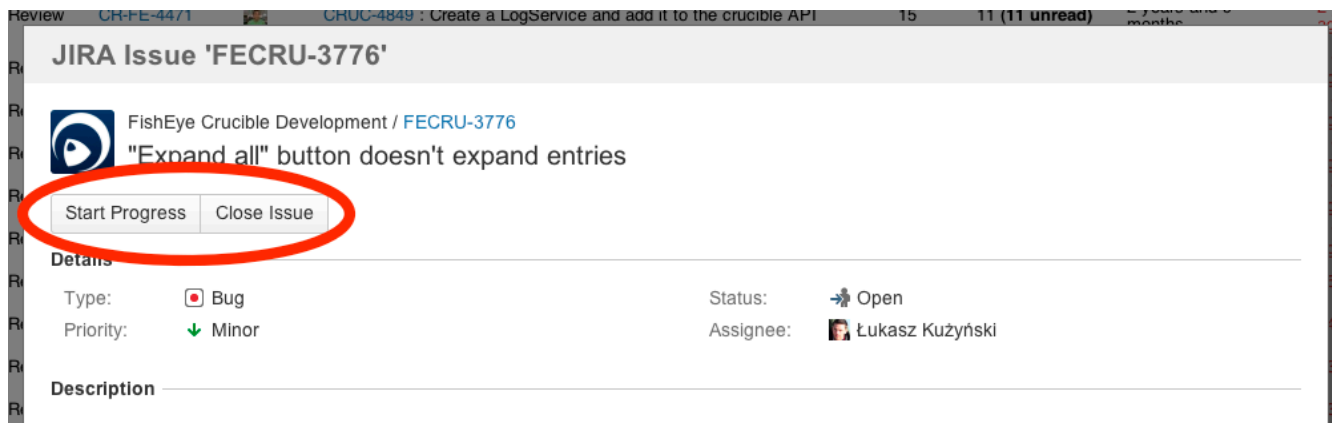 Review CR-FE-4471 CRUC-4849 : Create a LogService and add it to the crucible API 15 11 (11 unread)
months
JIRA Issue 'FECRU-3776'
FishEye Crucible Development / FECRU-3776
"Expand all" button doesn't expand entries
Start Progress Close Issue
Details
Type: Bug Status: Open
Priority: Minor Assignee: Łukasz Kużyński
Description